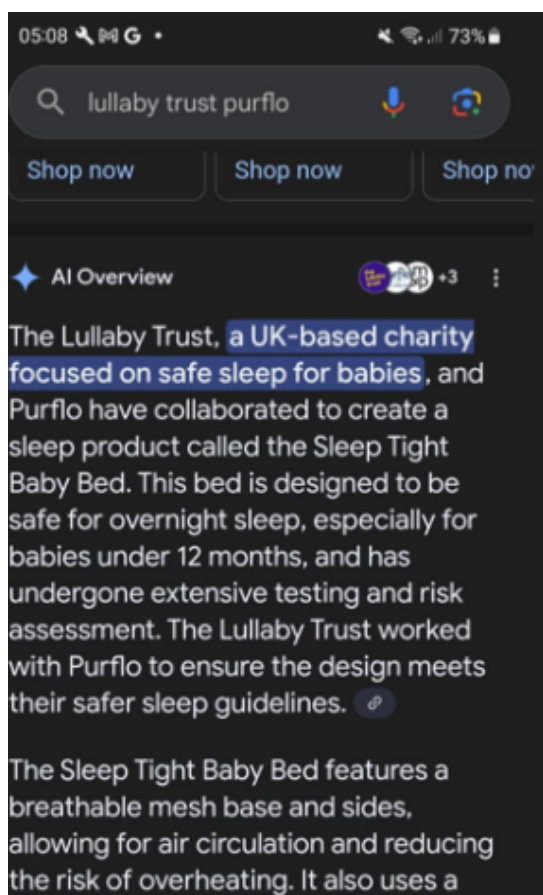 05:08 G •
73%
lullaby trust purflo
Shop now Shop now Shop no
AI Overview +3
The Lullaby Trust, a UK-based charity
focused on safe sleep for babies, and
Purflo have collaborated to create a
sleep product called the Sleep Tight
Baby Bed. This bed is designed to be
safe for overnight sleep, especially for
babies under 12 months, and has
undergone extensive testing and risk
assessment. The Lullaby Trust worked
with Purflo to ensure the design meets
their safer sleep guidelines.
The Sleep Tight Baby Bed features a
breathable mesh base and sides,
allowing for air circulation and reducing
the risk of overheating. It also uses a